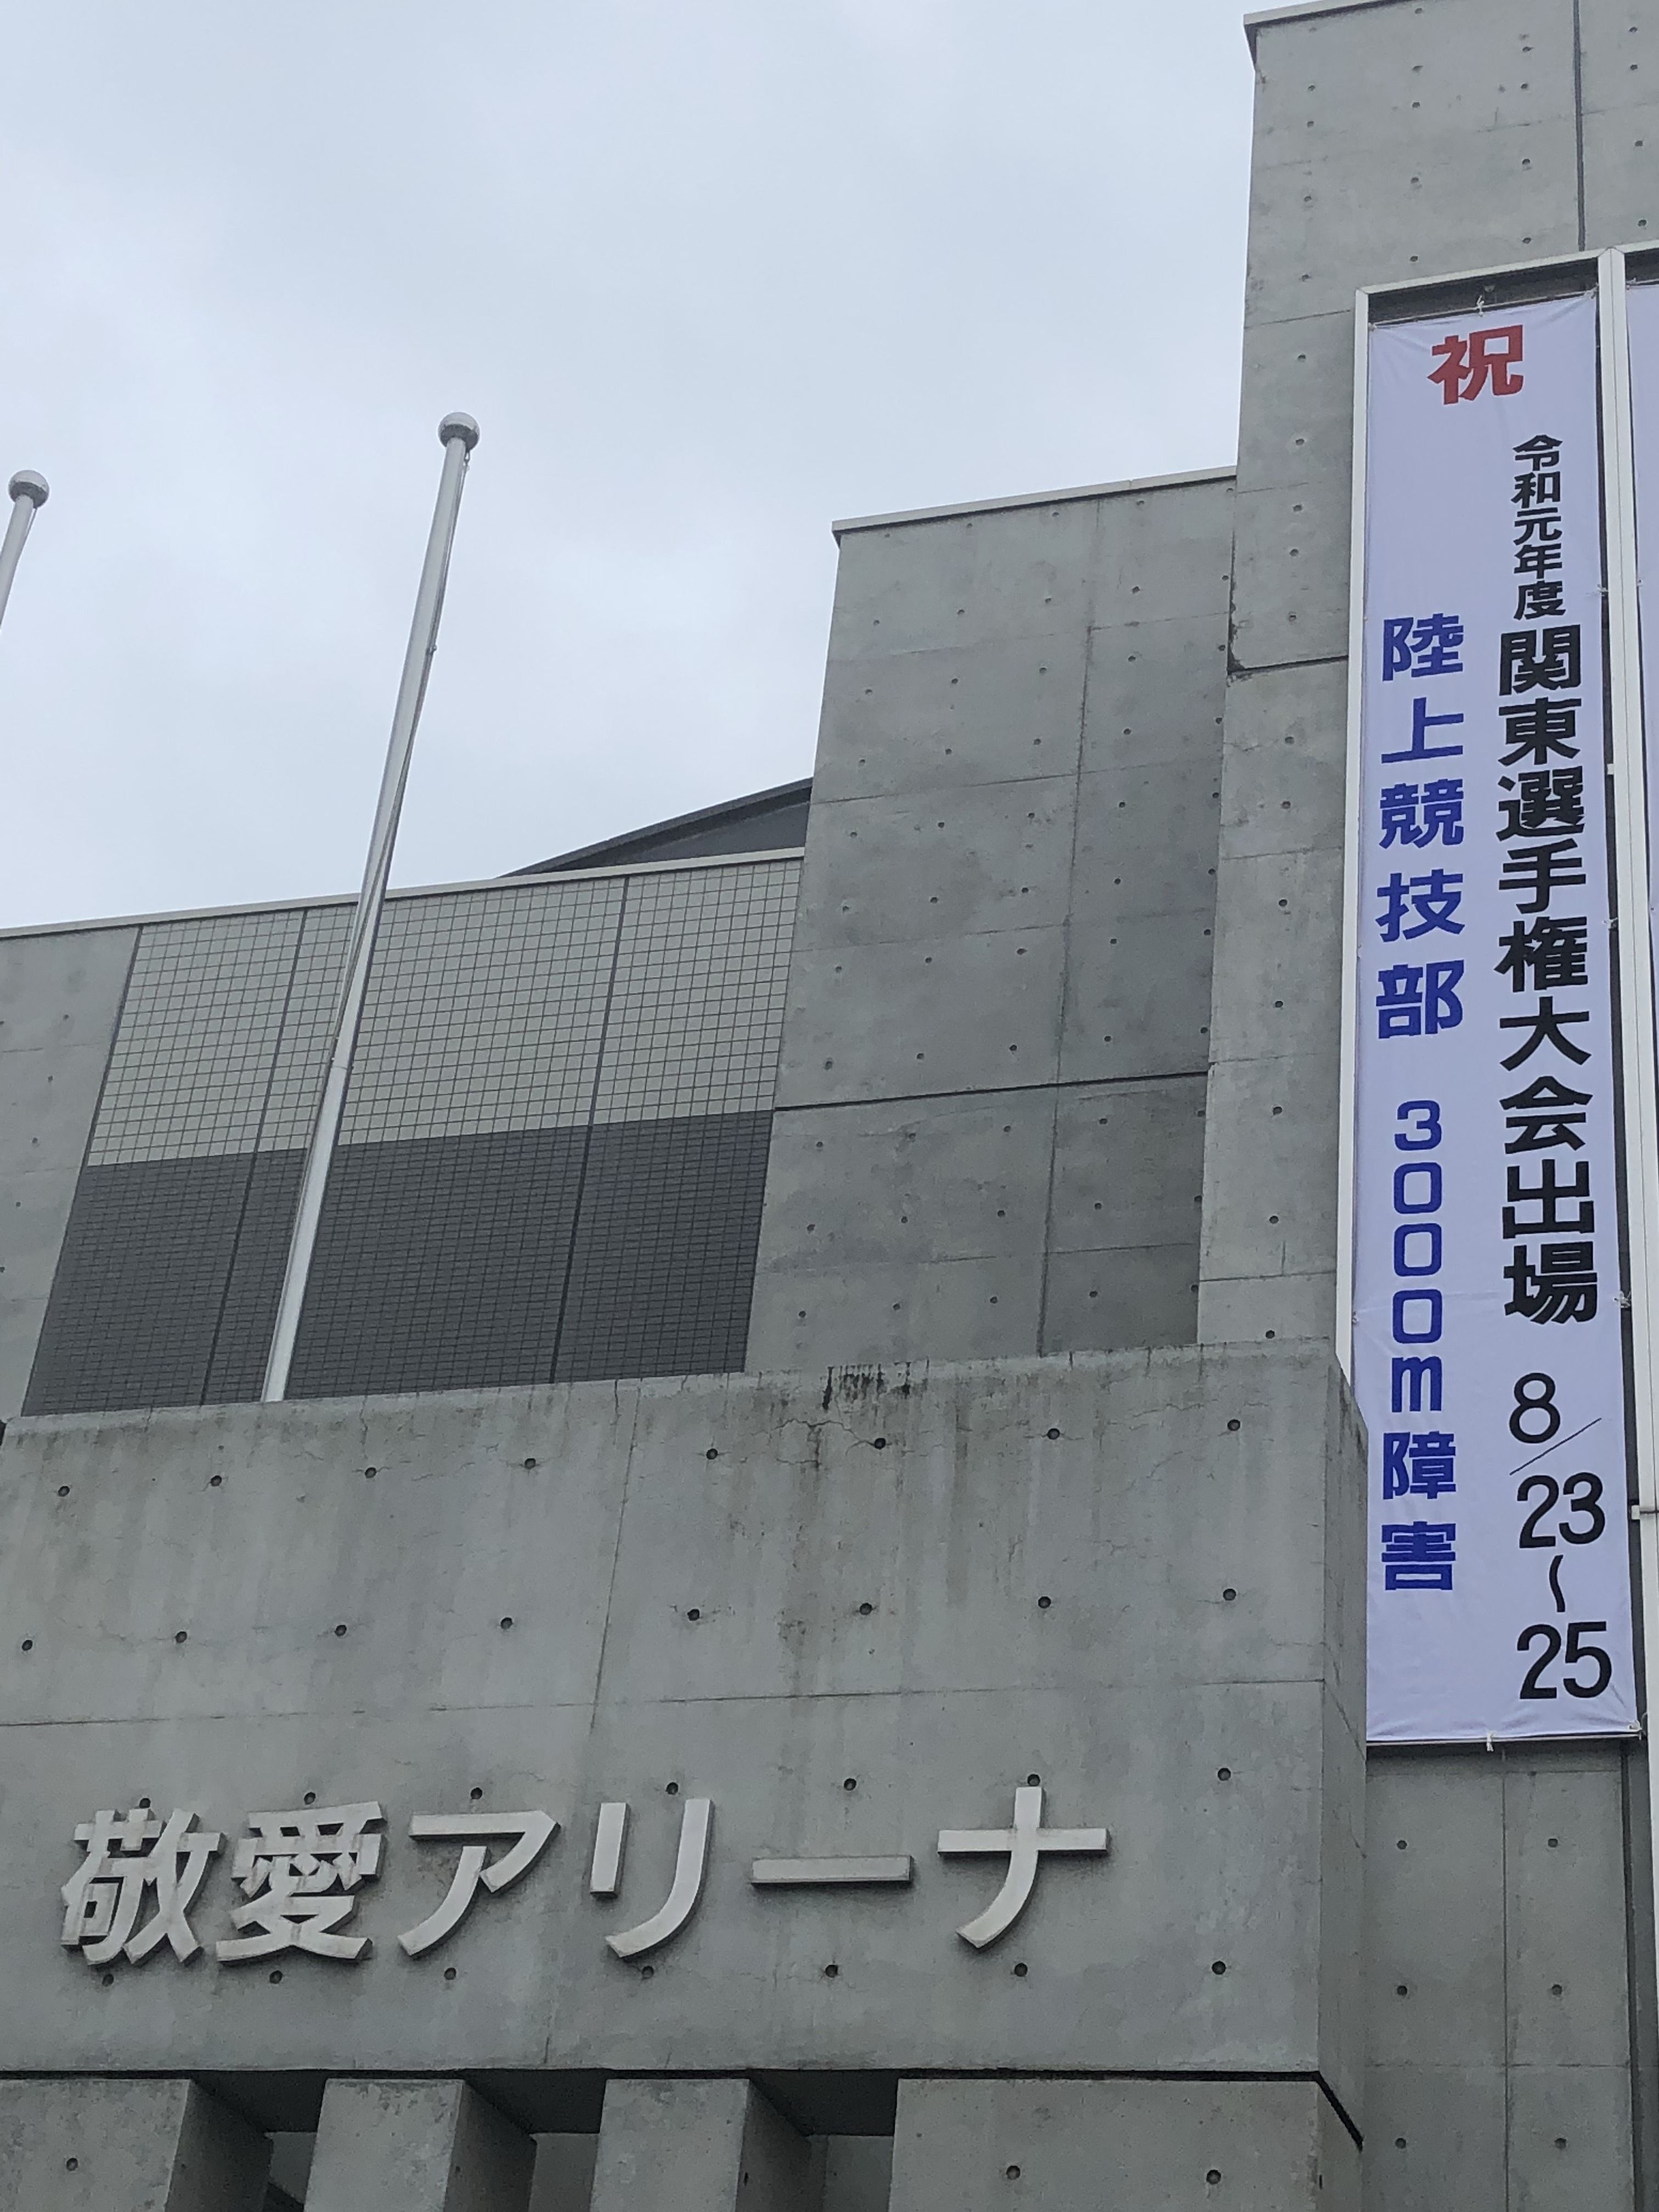 祝
令和元年度 関東選手権大会出場 8/23～25
陸上競技部 3000m障害
敬愛アリーナ